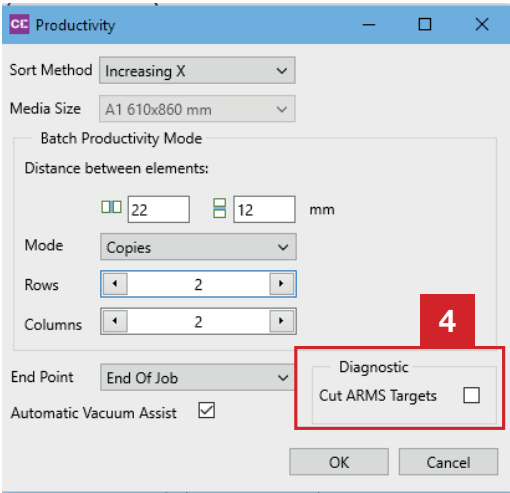 CE Productivity
Sort Method Increasing X
Media Size A1 610x860 mm
Batch Productivity Mode
Distance between elements:
22 12 mm
Mode Copies
Rows 2
Columns 2
4
End Point End Of Job
Diagnostic
Cut ARMS Targets
Automatic Vacuum Assist
OK Cancel